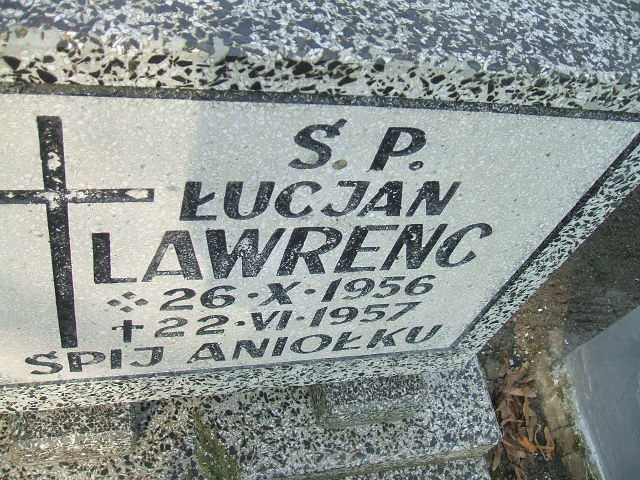 Ś.P.
ŁUCJAN
LAWRENC
26·X·1956
22·VI·1957
ŚPIJ ANIOŁKU